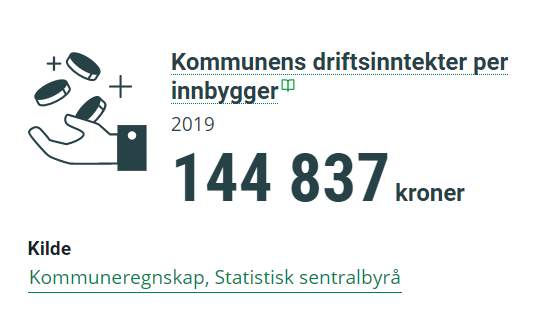 Kommunens driftsinntekter per
innbygger
2019
144 837 kroner
Kilde
Kommuneregnskap, Statistisk sentralbyrå